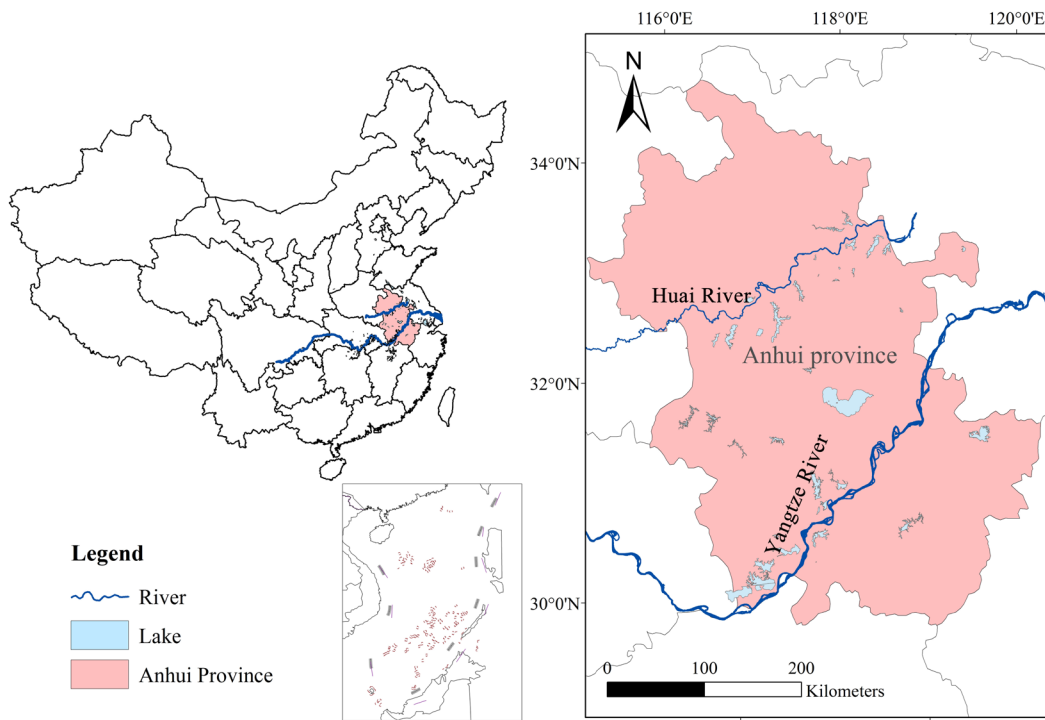 116°0'E 118°0'E 120°0'E
N
34°0'N
Huai River
Anhui province
32°0'N
Yangtze River
30°0'N
0 100 200
Kilometers
Legend
River
Lake
Anhui Province